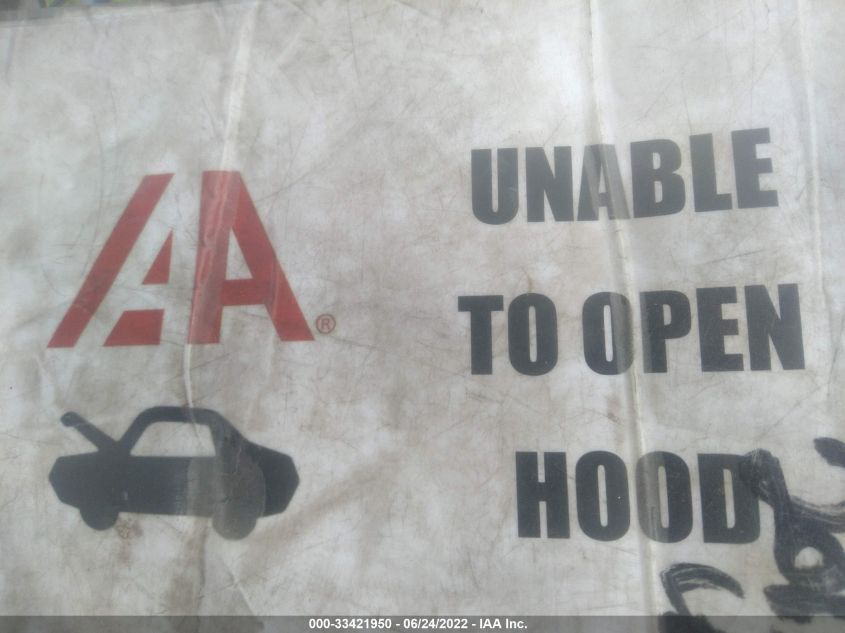 IAA®
UNABLE
TO OPEN
HOOD
000-33421950 - 06/24/2022 - IAA Inc.